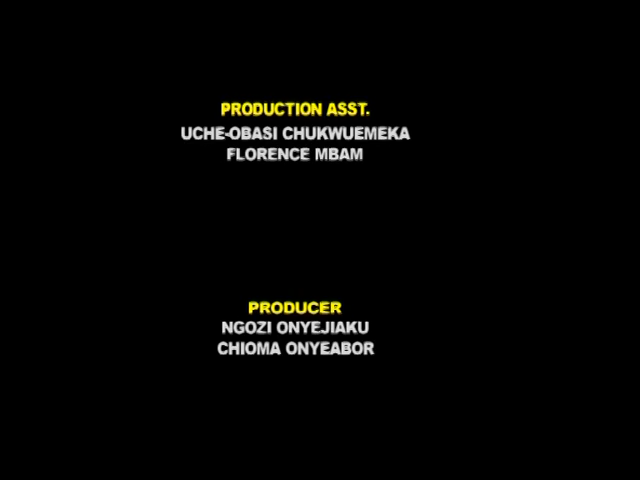 PRODUCTION ASST.
UCHE-OBASI CHUKWUEMEKA
FLORENCE MBAM
PRODUCER
NGOZI ONYEJIAKU
CHIOMA ONYEABOR